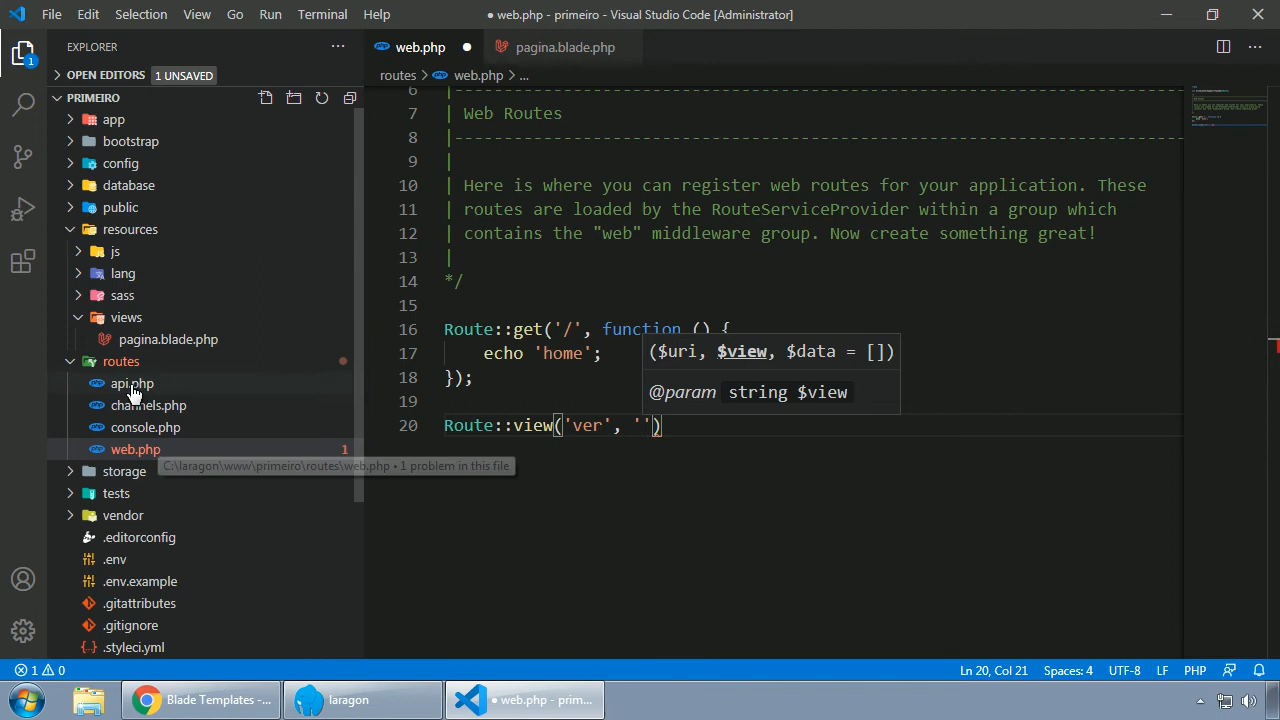 File Edit Selection View Go Run Terminal Help
● web.php - primeiro - Visual Studio Code [Administrator]
EXPLORER
web.php
pagina.blade.php
OPEN EDITORS 1 UNSAVED
routes > web.php > ...
PRIMEIRO
app
bootstrap
config
database
public
resources
js
lang
sass
views
pagina.blade.php
routes
api.php
channels.php
console.php
web.php 1
C:\laragon\www\primeiro\routes\web.php • 1 problem in this file
storage
tests
vendor
.editorconfig
.env
.env.example
.gitattributes
.gitignore
.styleci.yml
6 |--------------------------------------------------------------------------
7 | Web Routes
8 |--------------------------------------------------------------------------
9 |
10 | Here is where you can register web routes for your application. These
11 | routes are loaded by the RouteServiceProvider within a group which
12 | contains the "web" middleware group. Now create something great!
13 |
14 */
15
16 Route::get('/', function () {
17 echo 'home';
18 });
19
20 Route::view('ver', '')
($uri, $view, $data = [])
@param string $view
1
1 0
Ln 20, Col 21 Spaces: 4 UTF-8 LF PHP
Blade Templates -...
laragon
● web.php - prim...